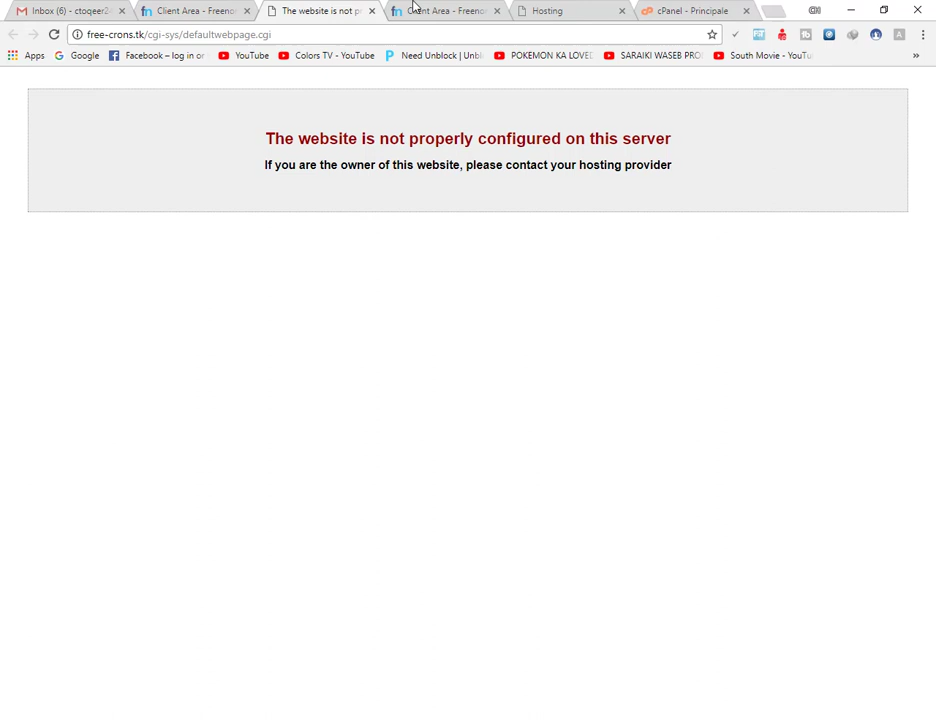 Inbox (6) - ctoqeer2
Client Area - Freeno
The website is not p
Client Area - Freeno
Hosting
cPanel - Principale
free-crons.tk/cgi-sys/defaultwebpage.cgi
Apps
Google
Facebook – log in or
YouTube
Colors TV - YouTube
Need Unblock | Unbl
POKEMON KA LOVE
SARAIKI WASEB PRO
South Movie - YouTu
»
The website is not properly configured on this server
If you are the owner of this website, please contact your hosting provider